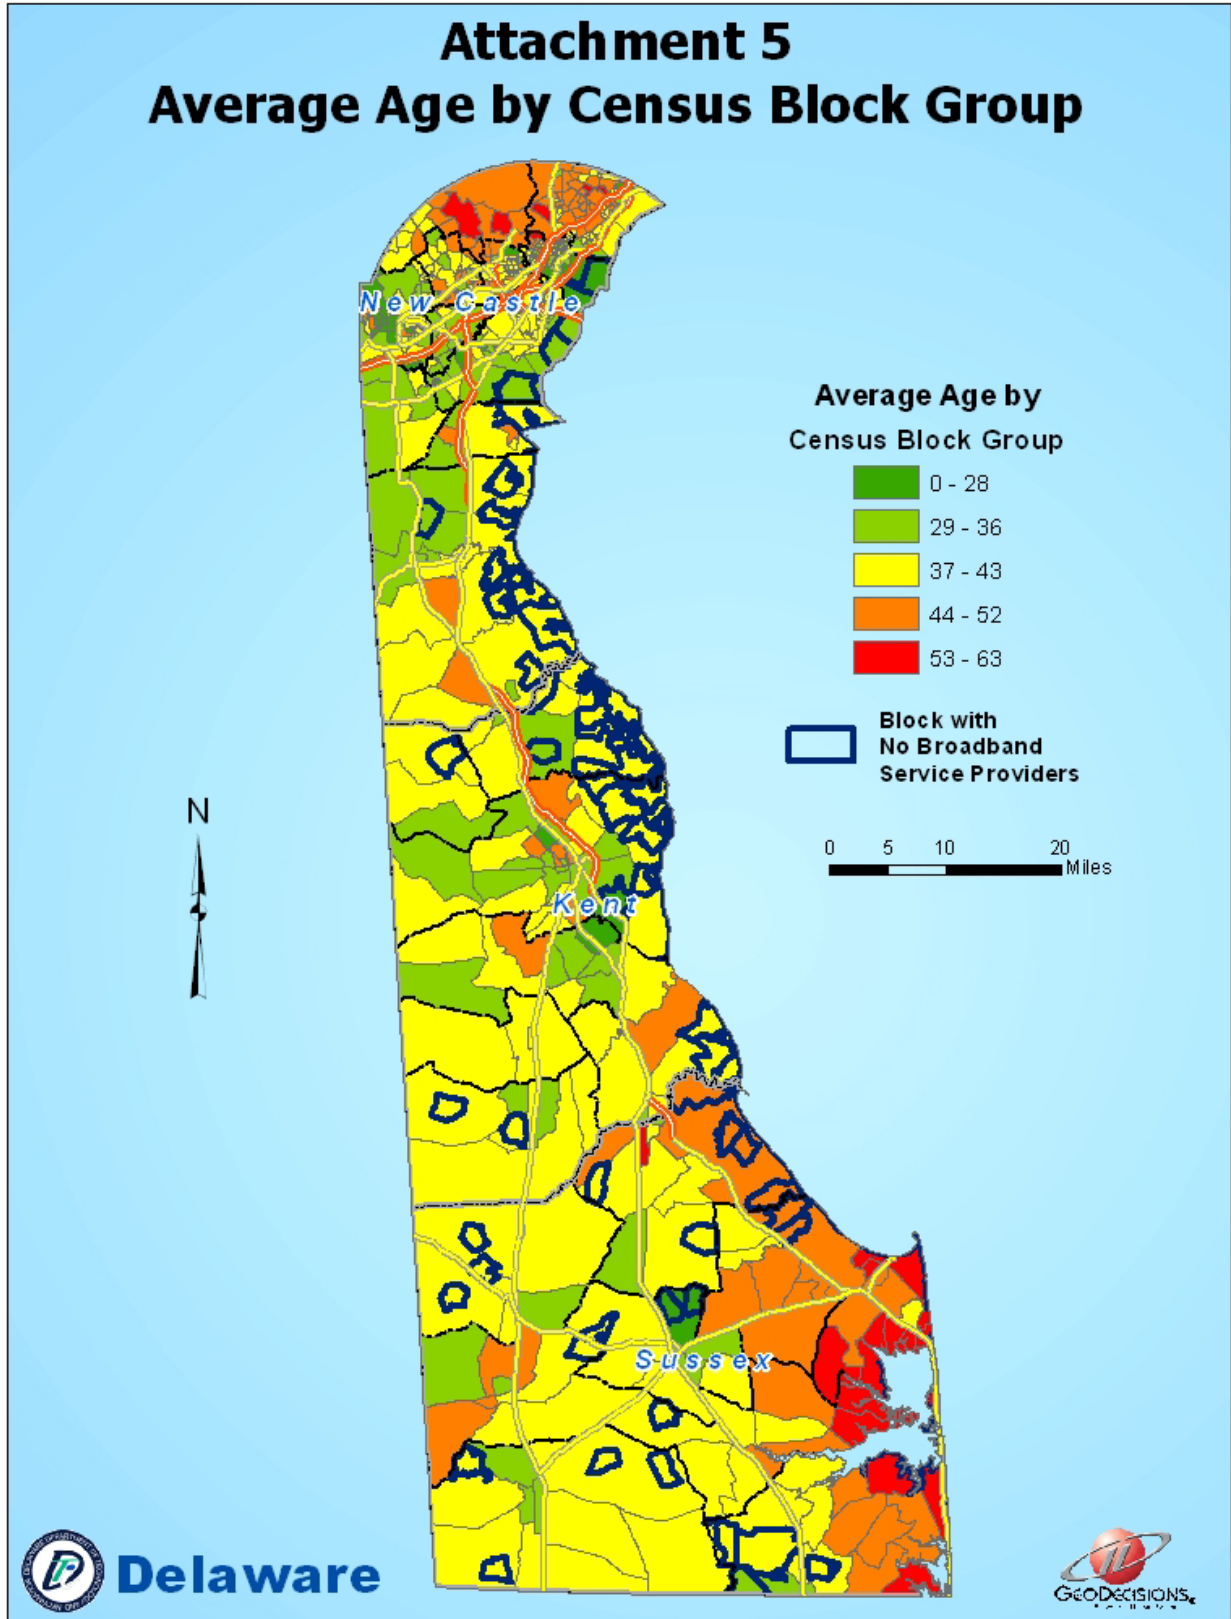 Attachment 5
Average Age by Census Block Group
New Castle
Average Age by
Census Block Group
0 - 28
29 - 36
37 - 43
44 - 52
53 - 63
Block with
No Broadband
Service Providers
N
0 5 10 20
Miles
Kent
Sussex
Delaware
GEODECISIONS